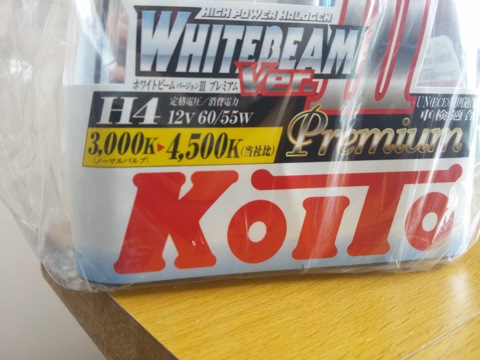 HIGH POWER HALOGEN
WHITEBEAM
Ver. III
ホワイトビームバージョンⅢ プレミアム
H4 定格電圧/消費電力 12V 60/55W
車検適合
3,000K▶4,500K(当社比)
(ノーマルバルブ)
Premium
KOITO